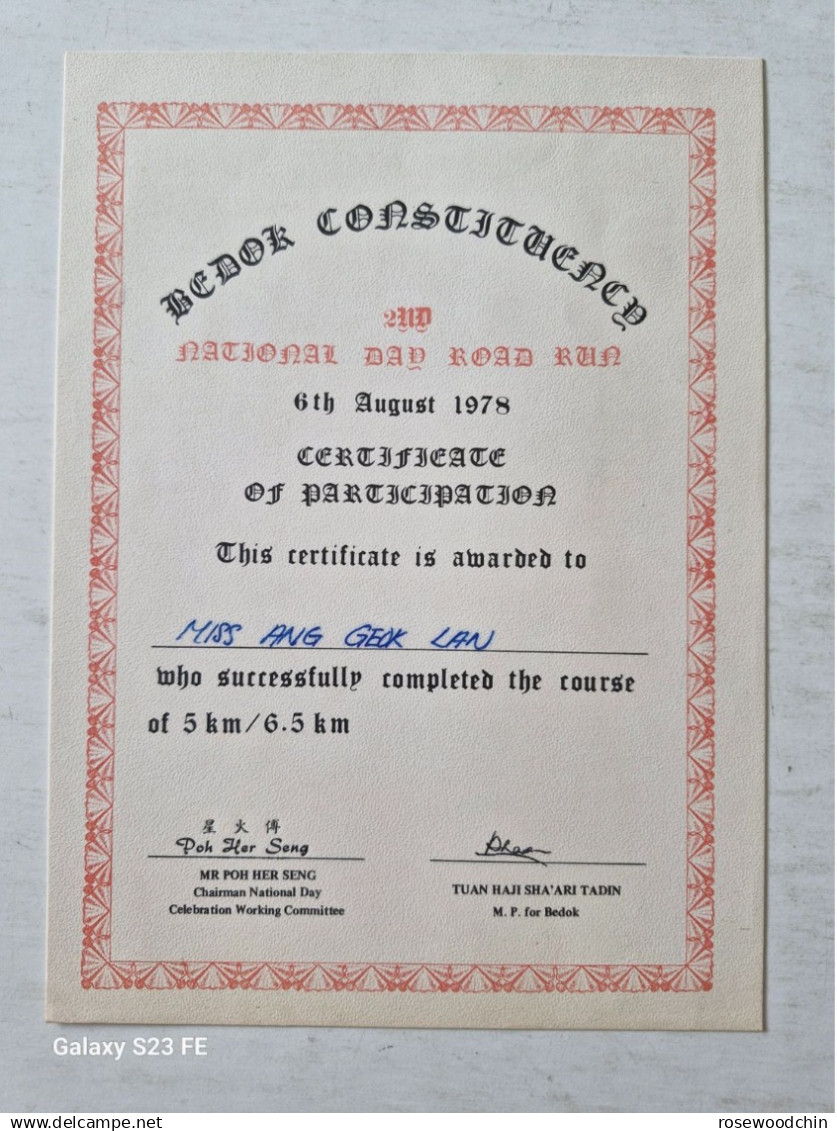 BEDOK CONSTITUENCY
2ND
NATIONAL DAY ROAD RUN
6th August 1978
CERTIFIEATE
OF PARTICIPATION
This certificate is awarded to
MISS ANG GEOK LAN
who successfully completed the course
of 5 km/6.5 km
星火傅
Poh Her Seng
MR POH HER SENG
Chairman National Day
Celebration Working Committee
TUAN HAJI SHA'ARI TADIN
M. P. for Bedok
Galaxy S23 FE
rosewoodchin